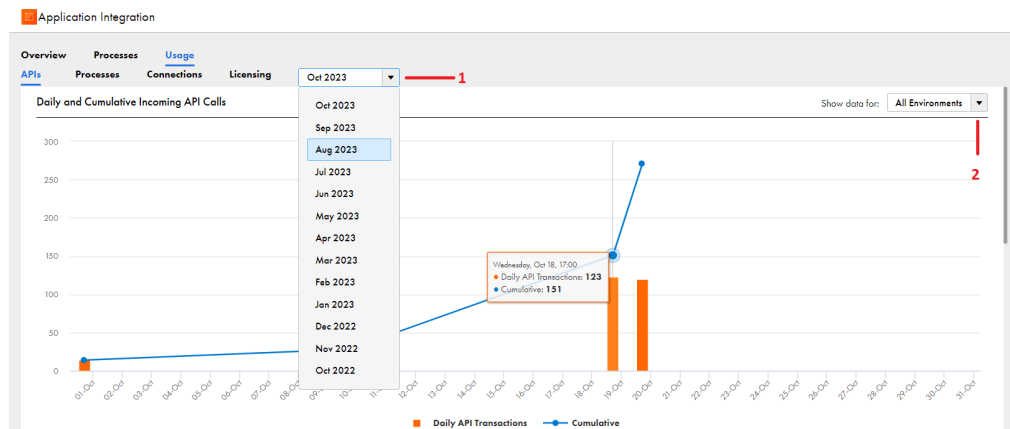 Application Integration
Overview Processes Usage
APIs Processes Connections Licensing Oct 2023 1
Daily and Cumulative Incoming API Calls Show data for: All Environments
2
Oct 2023
Sep 2023
Aug 2023
Jul 2023
Jun 2023
May 2023
Apr 2023
Mar 2023
Feb 2023
Jan 2023
Dec 2022
Nov 2022
Oct 2022
300
250
200
150
100
50
0
Wednesday, Oct 18, 17:00
Daily API Transactions: 123
Cumulative: 151
01-Oct 02-Oct 03-Oct 04-Oct 05-Oct 06-Oct 07-Oct 08-Oct 09- 10- 11- 12-Oct 13-Oct 14-Oct 15-Oct 16-Oct 17-Oct 18-Oct 19-Oct 20-Oct 21-Oct 22-Oct 23-Oct 24-Oct 25-Oct 26-Oct 27-Oct 28-Oct 29-Oct 30-Oct 31-Oct
Daily API Transactions Cumulative